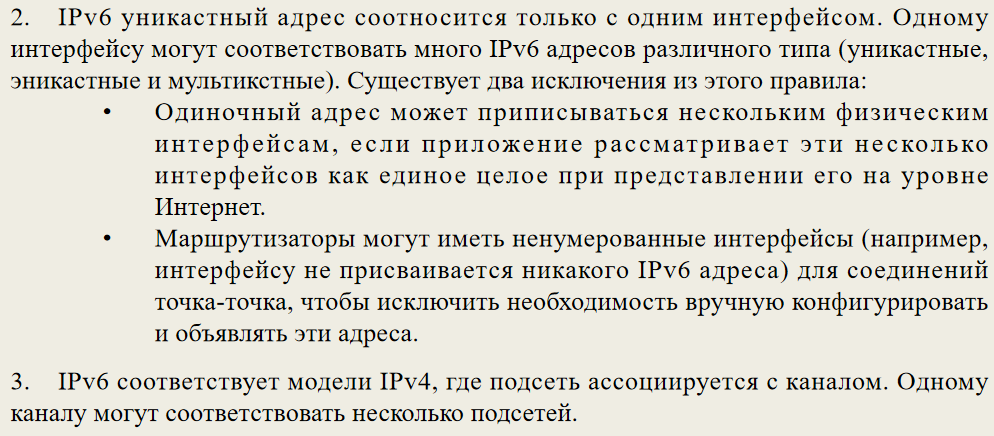 2. IPv6 уникастный адрес соотносится только с одним интерфейсом. Одному
интерфейсу могут соответствовать много IPv6 адресов различного типа (уникастные,
эникастные и мультикстные). Существует два исключения из этого правила:
• Одиночный адрес может приписываться нескольким физическим
интерфейсам, если приложение рассматривает эти несколько
интерфейсов как единое целое при представлении его на уровне
Интернет.
• Маршрутизаторы могут иметь ненумерованные интерфейсы (например,
интерфейсу не присваивается никакого IPv6 адреса) для соединений
точка-точка, чтобы исключить необходимость вручную конфигурировать
и объявлять эти адреса.
3. IPv6 соответствует модели IPv4, где подсеть ассоциируется с каналом. Одному
каналу могут соответствовать несколько подсетей.